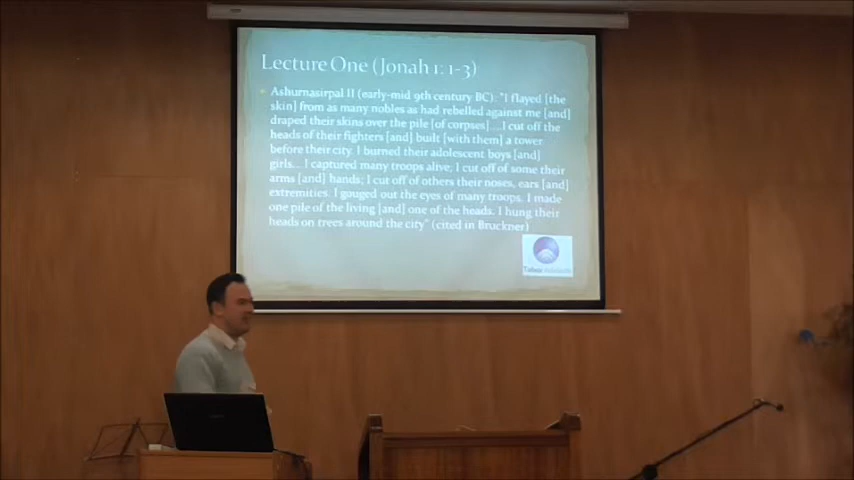 Lecture One (Jonah 1: 1-3)
Ashurnasirpal II (early-mid 9th century BC): "I flayed [the
skin] from as many nobles as had rebelled against me [and]
draped their skins over the pile [of corpses]....I cut off the
heads of their fighters [and] built [with them] a tower
before their city. I burned their adolescent boys [and]
girls... I captured many troops alive; I cut off some their
arms [and] hands; I cut off of others their noses, ears [and]
extremities. I gouged out the eyes of many troops. I made
one pile of the living [and] one of the heads. I hung their
heads on trees around the city" (cited in Bruckner)